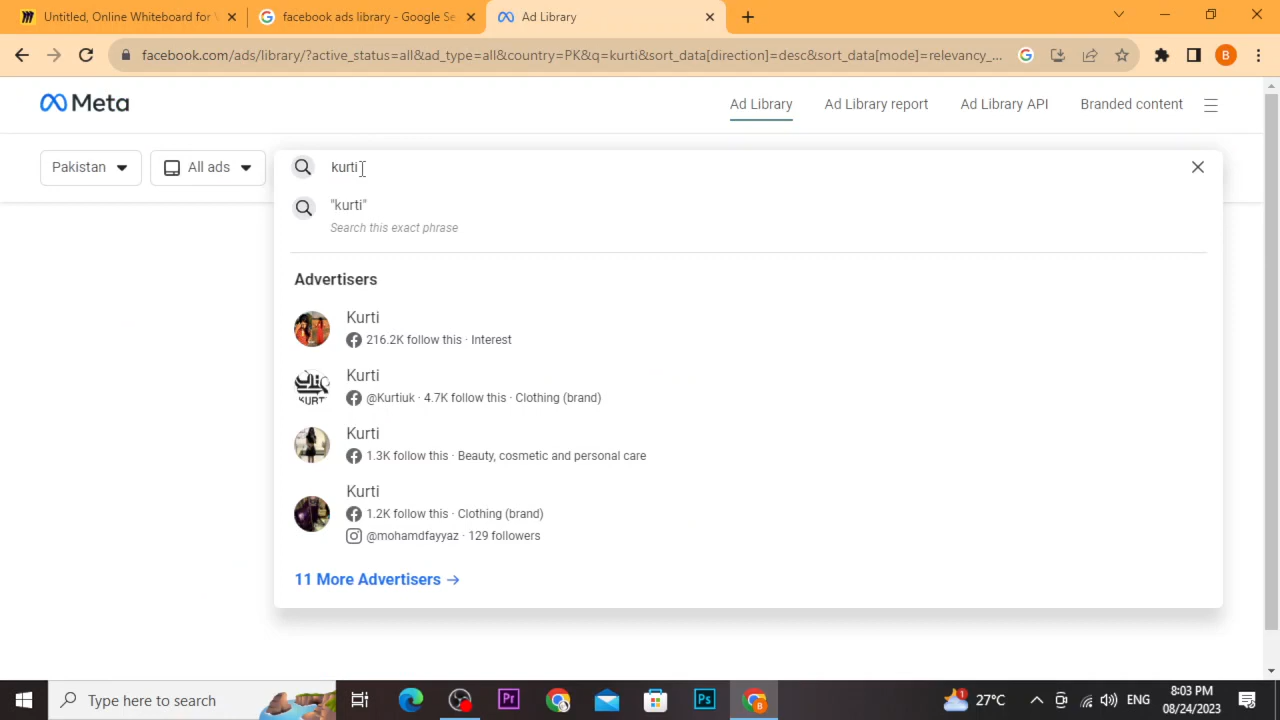 Untitled, Online Whiteboard for V
facebook ads library - Google Se
Ad Library
facebook.com/ads/library/?active_status=all&ad_type=all&country=PK&q=kurti&sort_data[direction]=desc&sort_data[mode]=relevancy_...
B
Meta
Ad Library
Ad Library report
Ad Library API
Branded content
Pakistan
All ads
kurti
"kurti"
Search this exact phrase
Advertisers
Kurti
216.2K follow this · Interest
Kurti
@Kurtiuk · 4.7K follow this · Clothing (brand)
Kurti
1.3K follow this · Beauty, cosmetic and personal care
Kurti
1.2K follow this · Clothing (brand)
@mohamdfayyaz · 129 followers
11 More Advertisers →
Type here to search
Pr
Ps
B
1
27°C
ENG
8:03 PM
08/24/2023